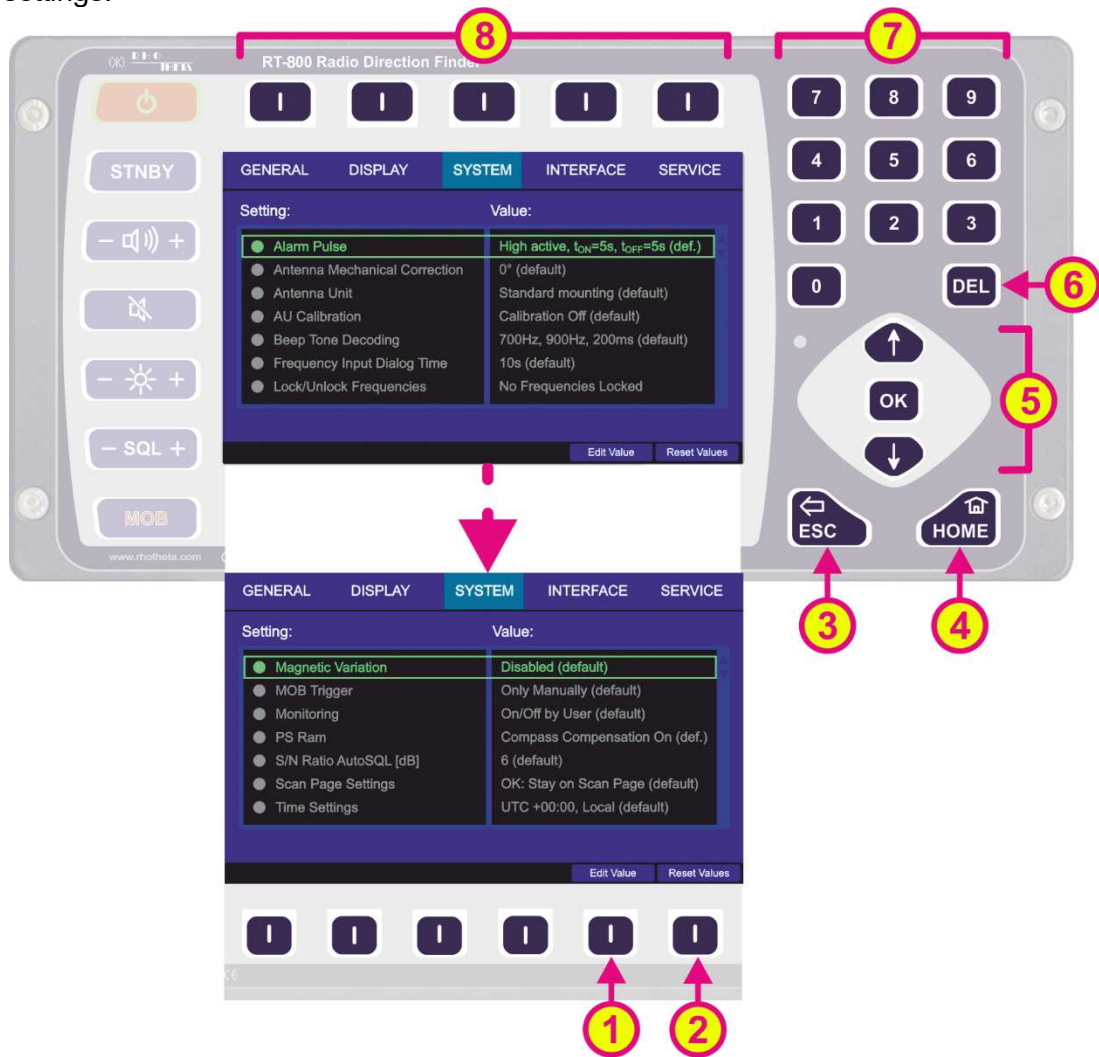 settings.
8
7
RHO
THETA
RT-800 Radio Direction Finder
7 8 9
STNBY
GENERAL DISPLAY SYSTEM INTERFACE SERVICE
4 5 6
Setting: Value:
- +
Alarm Pulse High active, tON=5s, tOFF=5s (def.)
1 2 3
Antenna Mechanical Correction 0° (default)
Antenna Unit Standard mounting (default)
0 DEL 6
AU Calibration Calibration Off (default)
Beep Tone Decoding 700Hz, 900Hz, 200ms (default)
Frequency Input Dialog Time 10s (default)
- +
Lock/Unlock Frequencies No Frequencies Locked
OK 5
- SQL +
Edit Value Reset Values
MOB
ESC HOME
www.rhotheta.com
GENERAL DISPLAY SYSTEM INTERFACE SERVICE
3 4
Setting: Value:
Magnetic Variation Disabled (default)
MOB Trigger Only Manually (default)
Monitoring On/Off by User (default)
PS Ram Compass Compensation On (def.)
S/N Ratio AutoSQL [dB] 6 (default)
Scan Page Settings OK: Stay on Scan Page (default)
Time Settings UTC +00:00, Local (default)
Edit Value Reset Values
CE
1 2